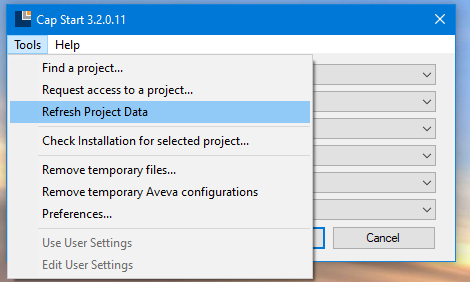 Cap Start 3.2.0.11
Tools Help
Find a project...
Request access to a project...
Refresh Project Data
Check Installation for selected project...
Remove temporary files...
Remove temporary Aveva configurations
Preferences...
Use User Settings
Edit User Settings
Cancel